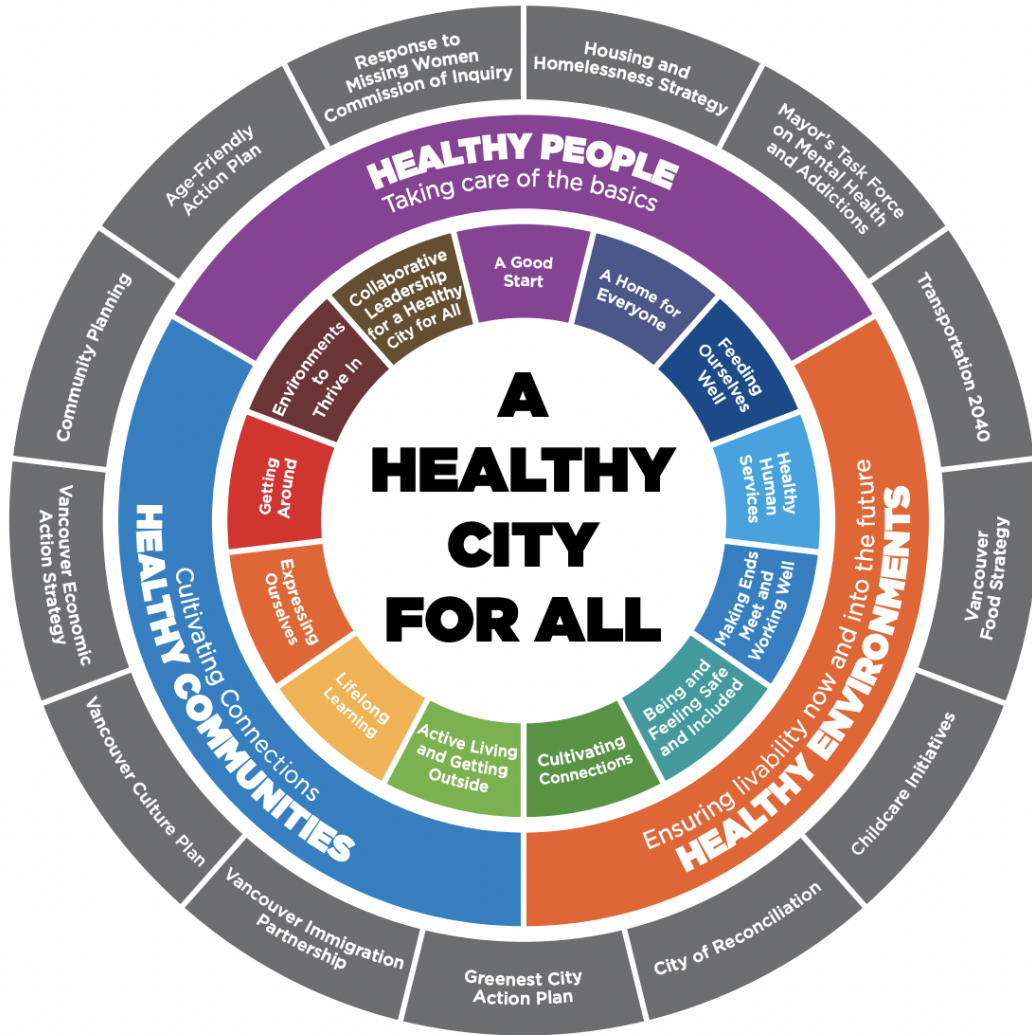 A
HEALTHY
CITY
FOR ALL
A Good
Start
A Home for
Everyone
Feeding
Ourselves
Well
Healthy
Human
Services
Making Ends
Meet and
Working Well
Being and
Feeling Safe
and Included
Cultivating
Connections
Active Living
and Getting
Outside
Lifelong
Learning
Expressing
Ourselves
Getting
Around
Environments
to
Thrive In
Collaborative
Leadership
for a Healthy
City for All
HEALTHY PEOPLE
Taking care of the basics
Ensuring livability now and into the future
HEALTHY ENVIRONMENTS
Cultivating Connections
HEALTHY COMMUNITIES
Housing and
Homelessness Strategy
Mayor's Task Force
on Mental Health
and Addictions
Transportation 2040
Vancouver
Food Strategy
Childcare Initiatives
City of Reconciliation
Greenest City
Action Plan
Vancouver Immigration
Partnership
Vancouver Culture Plan
Vancouver Economic
Action Strategy
Community Planning
Age-Friendly
Action Plan
Response to
Missing Women
Commission of Inquiry